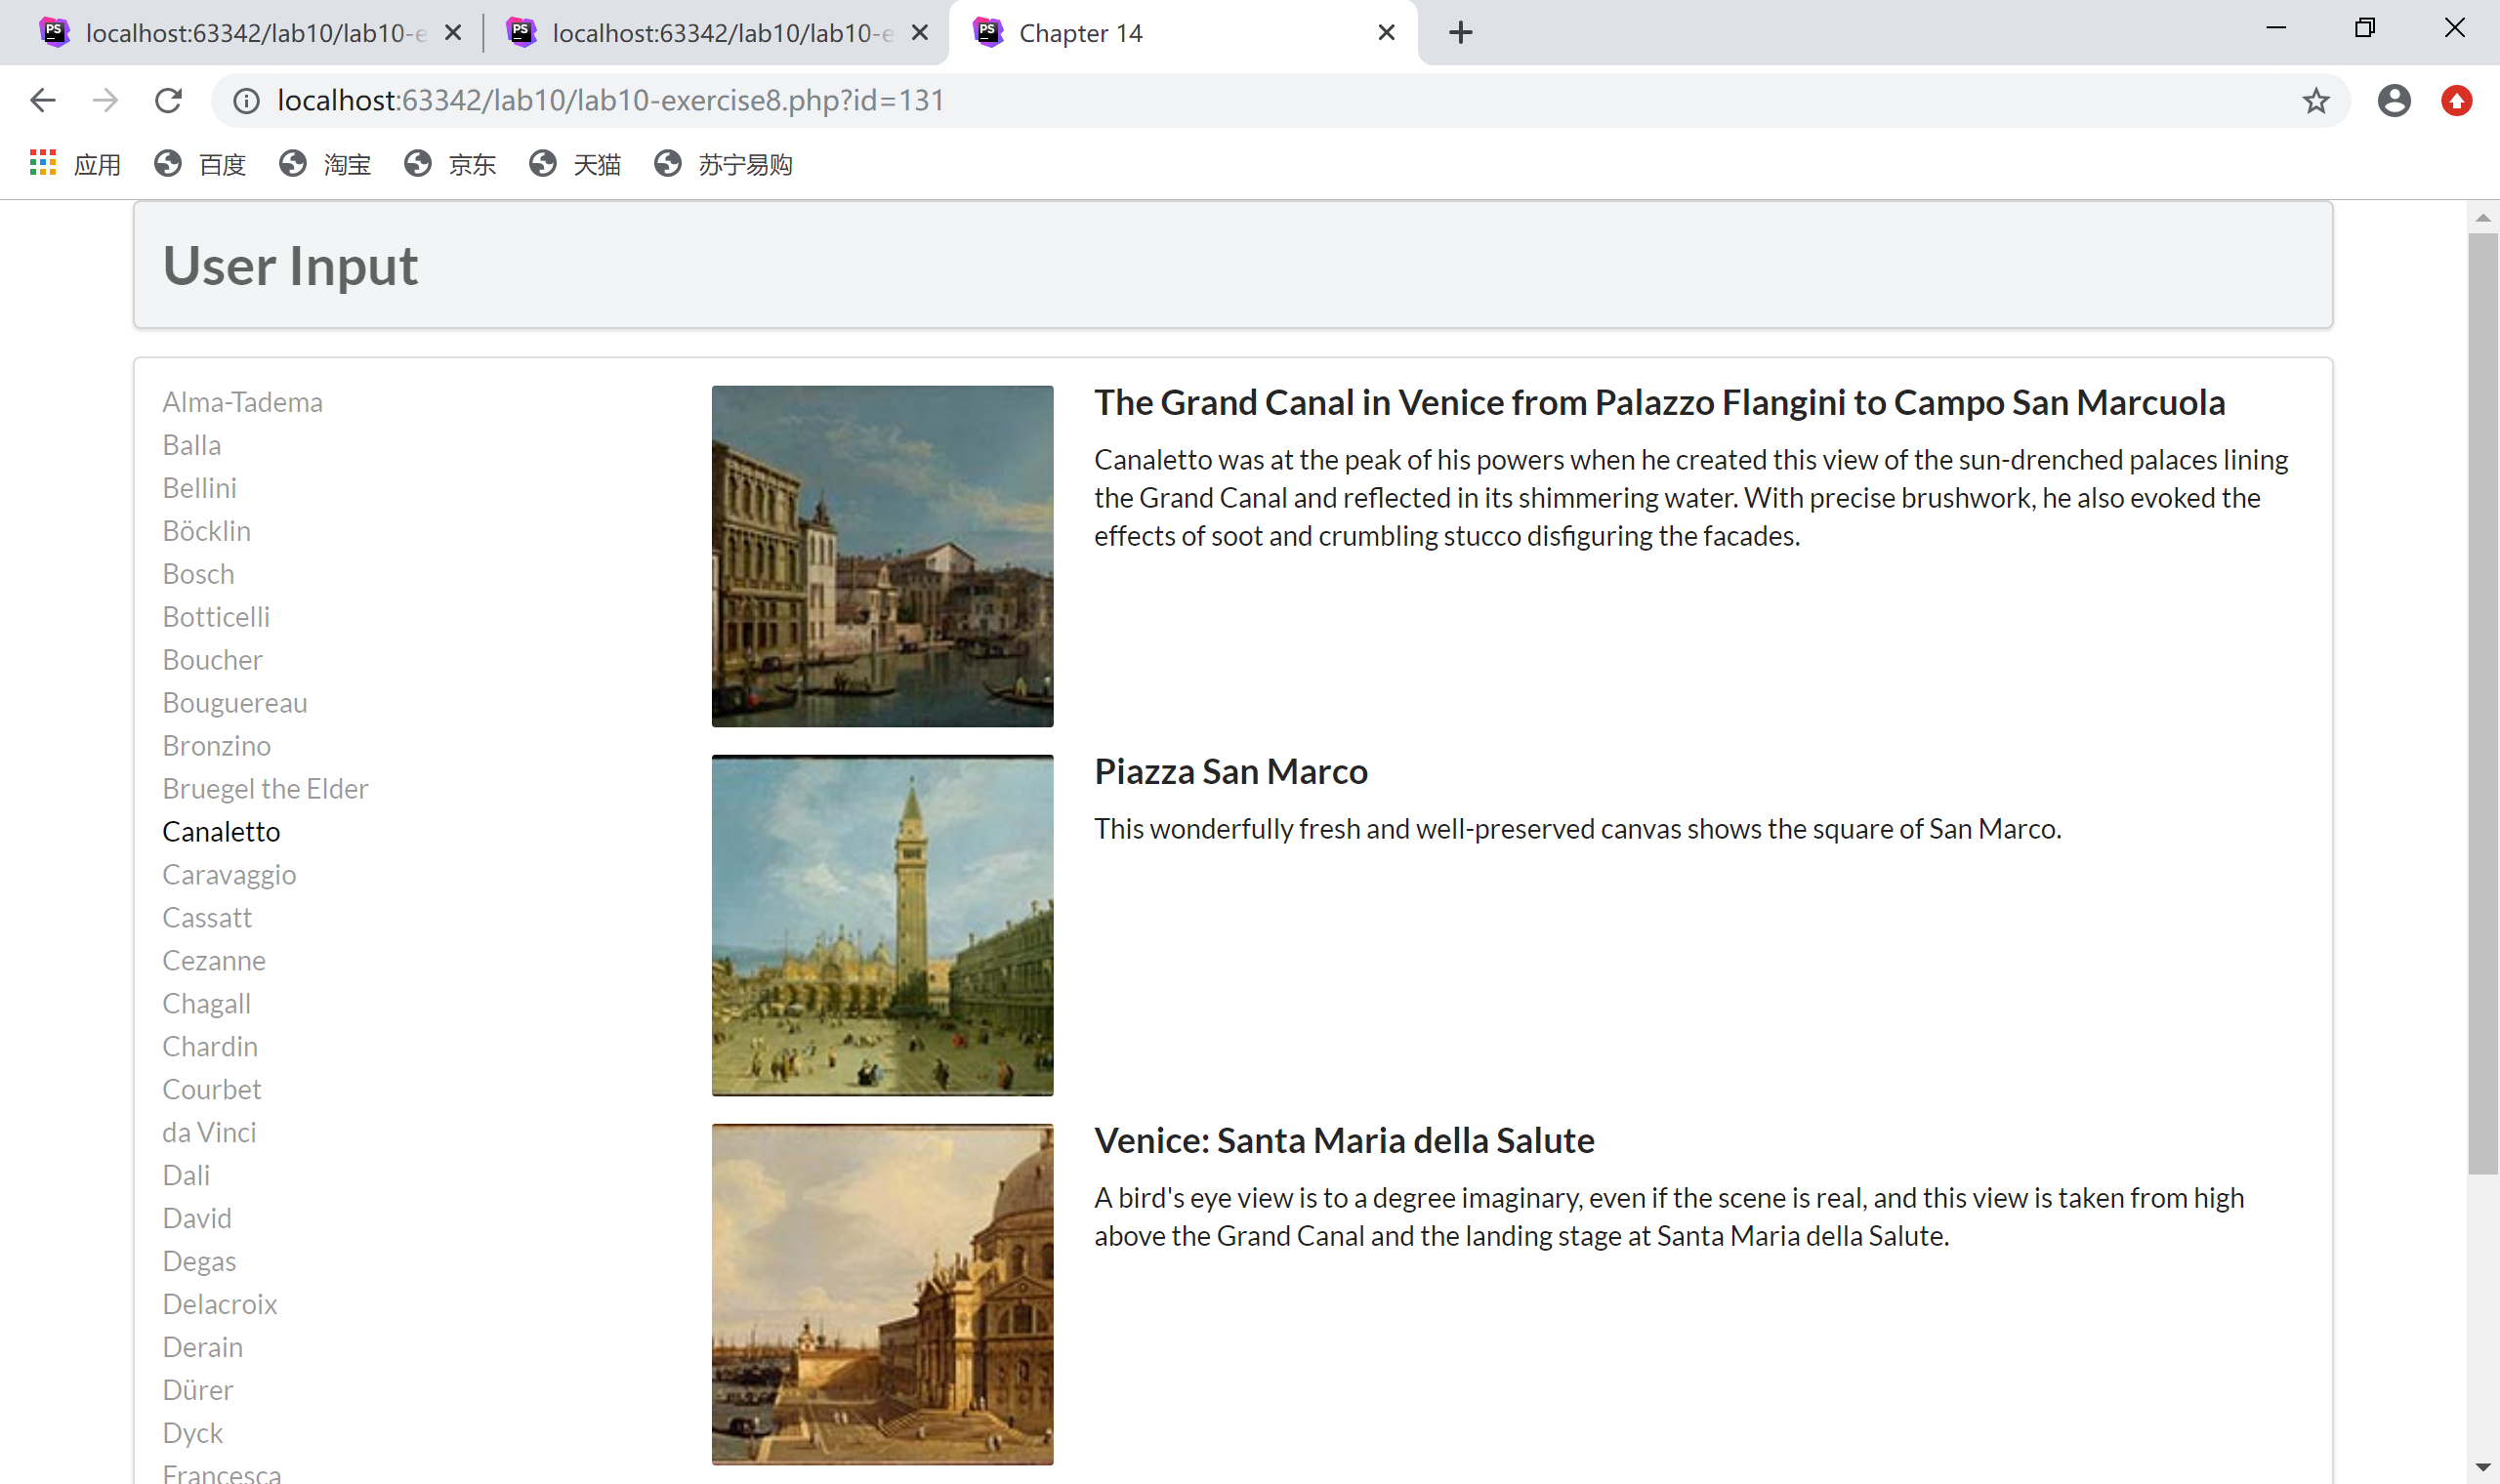 localhost:63342/lab10/lab10-e
localhost:63342/lab10/lab10-e
Chapter 14
localhost:63342/lab10/lab10-exercise8.php?id=131
应用 百度 淘宝 京东 天猫 苏宁易购
User Input
Alma-Tadema
Balla
Bellini
Böcklin
Bosch
Botticelli
Boucher
Bouguereau
Bronzino
Bruegel the Elder
Canaletto
Caravaggio
Cassatt
Cezanne
Chagall
Chardin
Courbet
da Vinci
Dali
David
Degas
Delacroix
Derain
Dürer
Dyck
Francesca
The Grand Canal in Venice from Palazzo Flangini to Campo San Marcuola
Canaletto was at the peak of his powers when he created this view of the sun-drenched palaces lining
the Grand Canal and reflected in its shimmering water. With precise brushwork, he also evoked the
effects of soot and crumbling stucco disfiguring the facades.
Piazza San Marco
This wonderfully fresh and well-preserved canvas shows the square of San Marco.
Venice: Santa Maria della Salute
A bird's eye view is to a degree imaginary, even if the scene is real, and this view is taken from high
above the Grand Canal and the landing stage at Santa Maria della Salute.